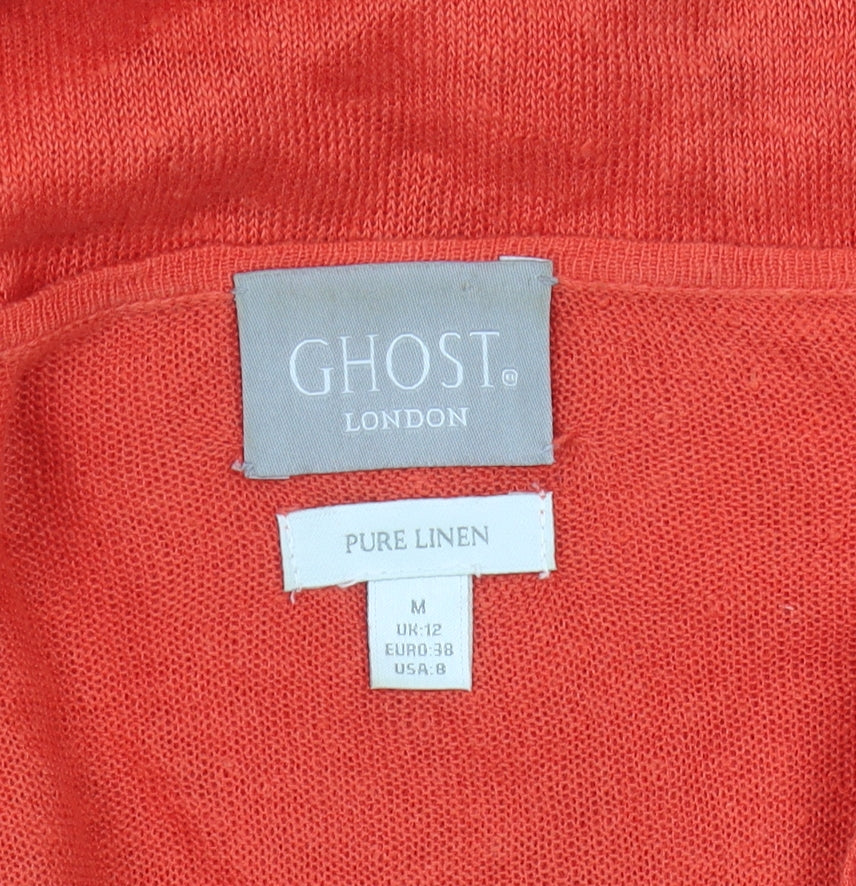 GHOST®
LONDON
PURE LINEN
M
UK:12
EURO:38
USA:8